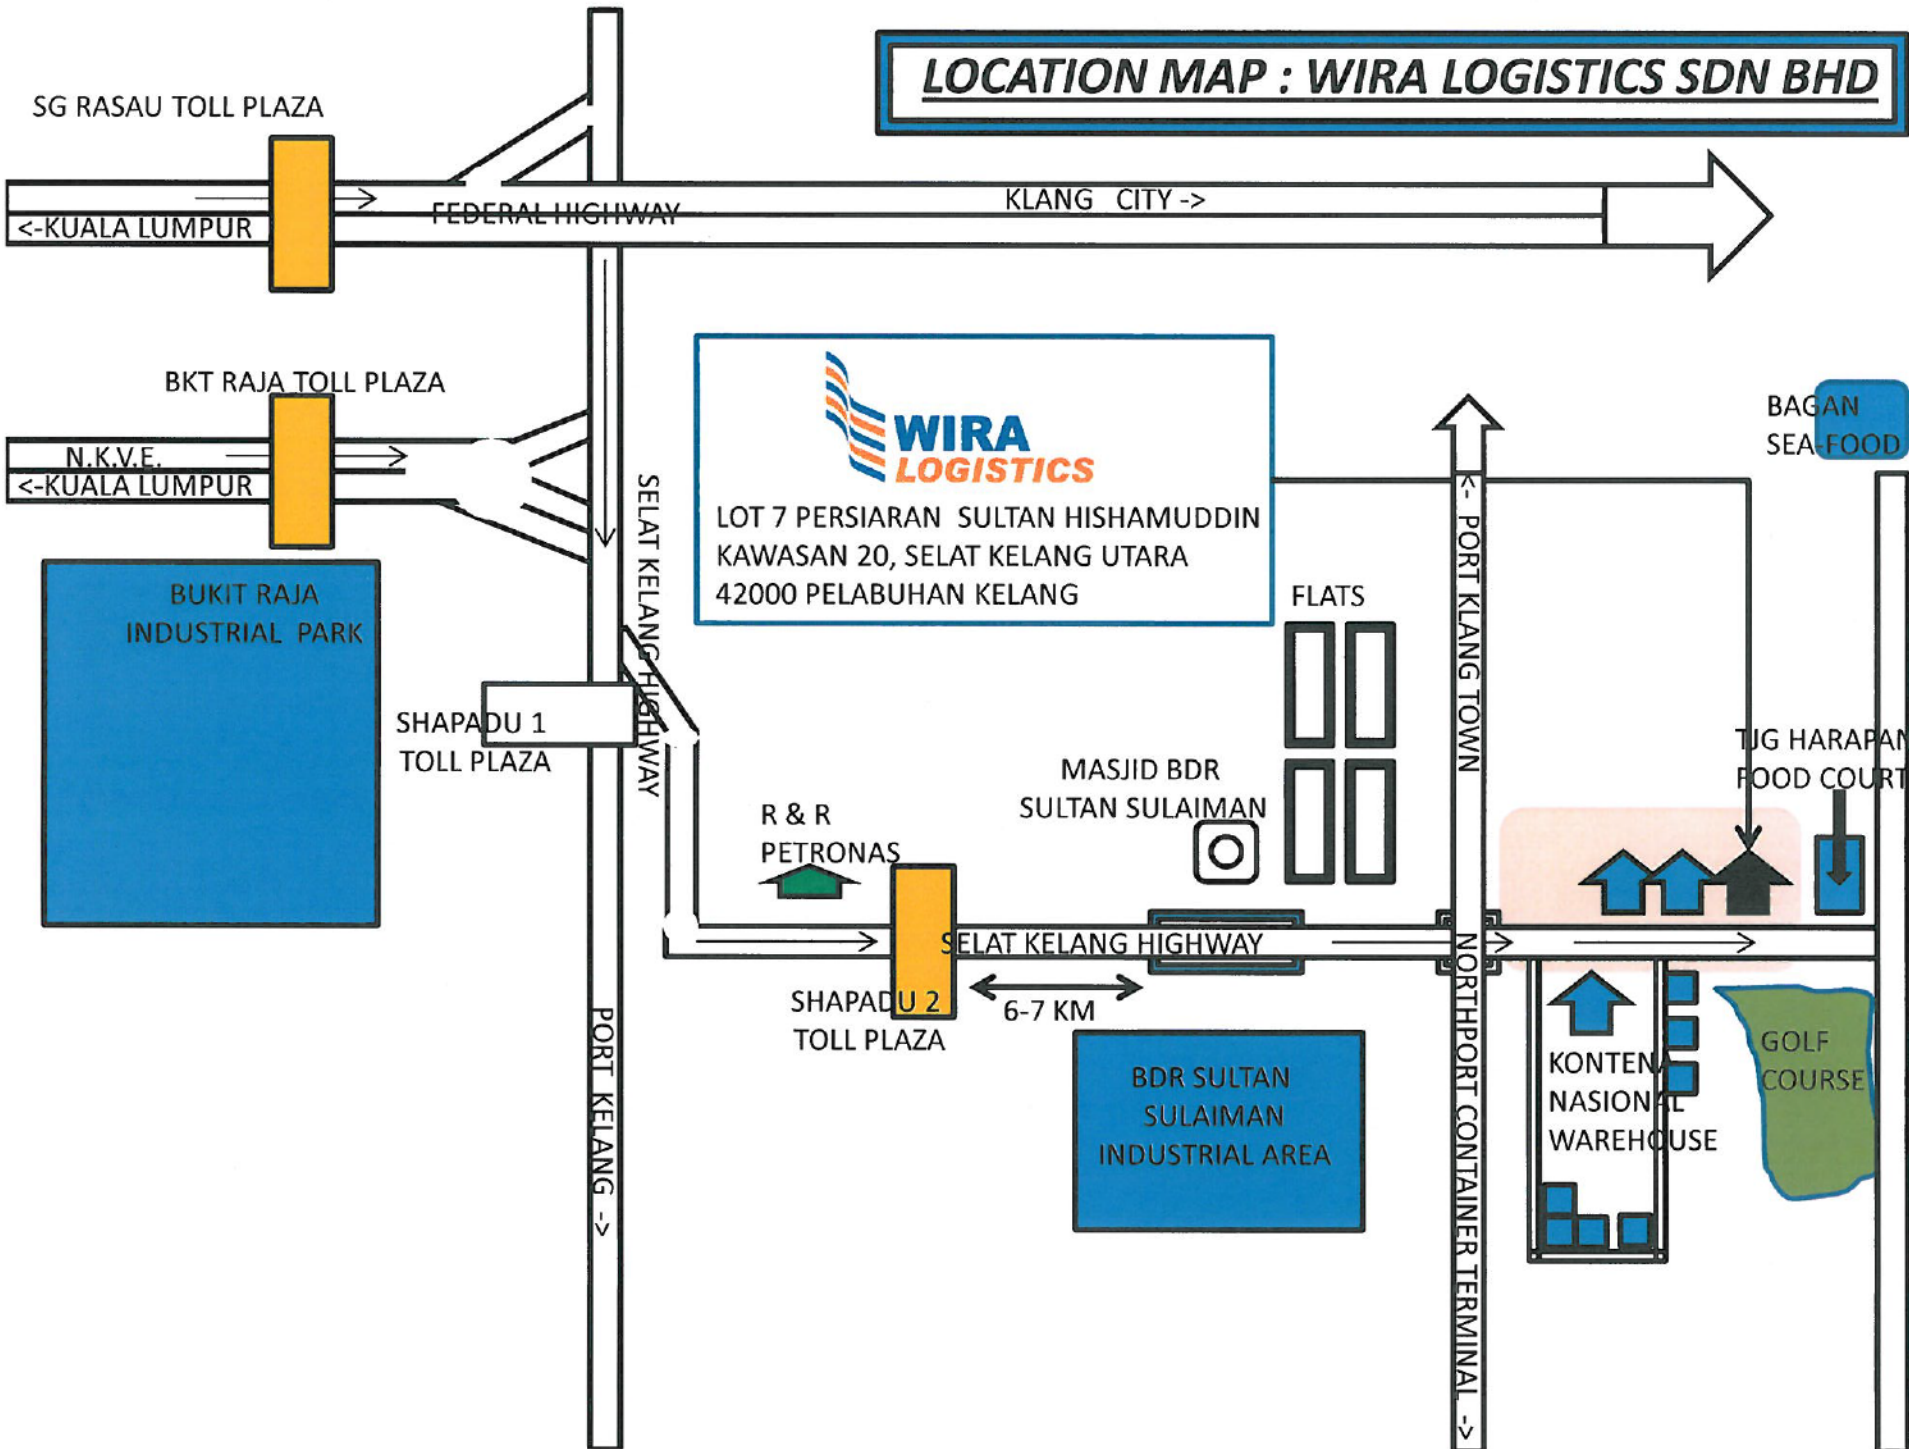 LOCATION MAP : WIRA LOGISTICS SDN BHD
SG RASAU TOLL PLAZA
KLANG CITY ->
FEDERAL HIGHWAY
<-KUALA LUMPUR
BKT RAJA TOLL PLAZA
N.K.V.E.
<-KUALA LUMPUR
WIRA
LOGISTICS
LOT 7 PERSIARAN SULTAN HISHAMUDDIN
KAWASAN 20, SELAT KELANG UTARA
42000 PELABUHAN KELANG
BAGAN
SEA-FOOD
SELAT KELANG HIGHWAY
<- PORT KLANG TOWN
BUKIT RAJA
INDUSTRIAL PARK
FLATS
SHAPADU 1
TOLL PLAZA
MASJID BDR
SULTAN SULAIMAN
TJG HARAPAN
FOOD COURT
R & R
PETRONAS
SELAT KELANG HIGHWAY
6-7 KM
SHAPADU 2
TOLL PLAZA
PORT KELANG ->
NORTHPORT CONTAINER TERMINAL ->
BDR SULTAN
SULAIMAN
INDUSTRIAL AREA
KONTENA
NASIONAL
WAREHOUSE
GOLF
COURSE